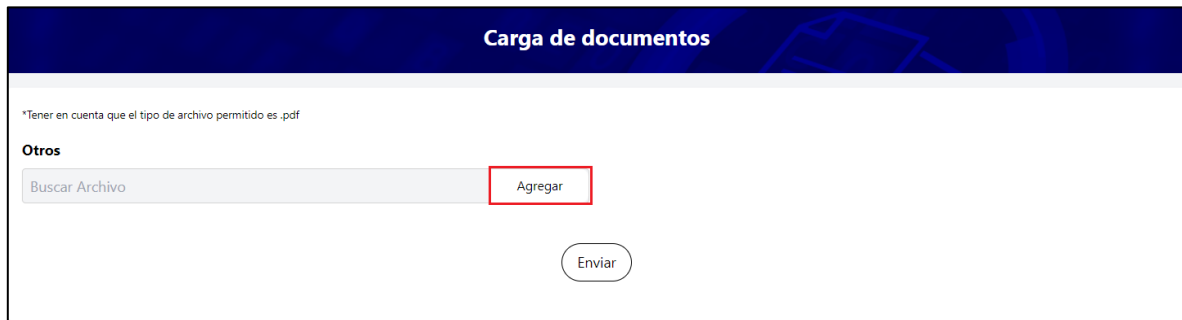 Carga de documentos
*Tener en cuenta que el tipo de archivo permitido es .pdf
Otros
Buscar Archivo
Agregar
Enviar